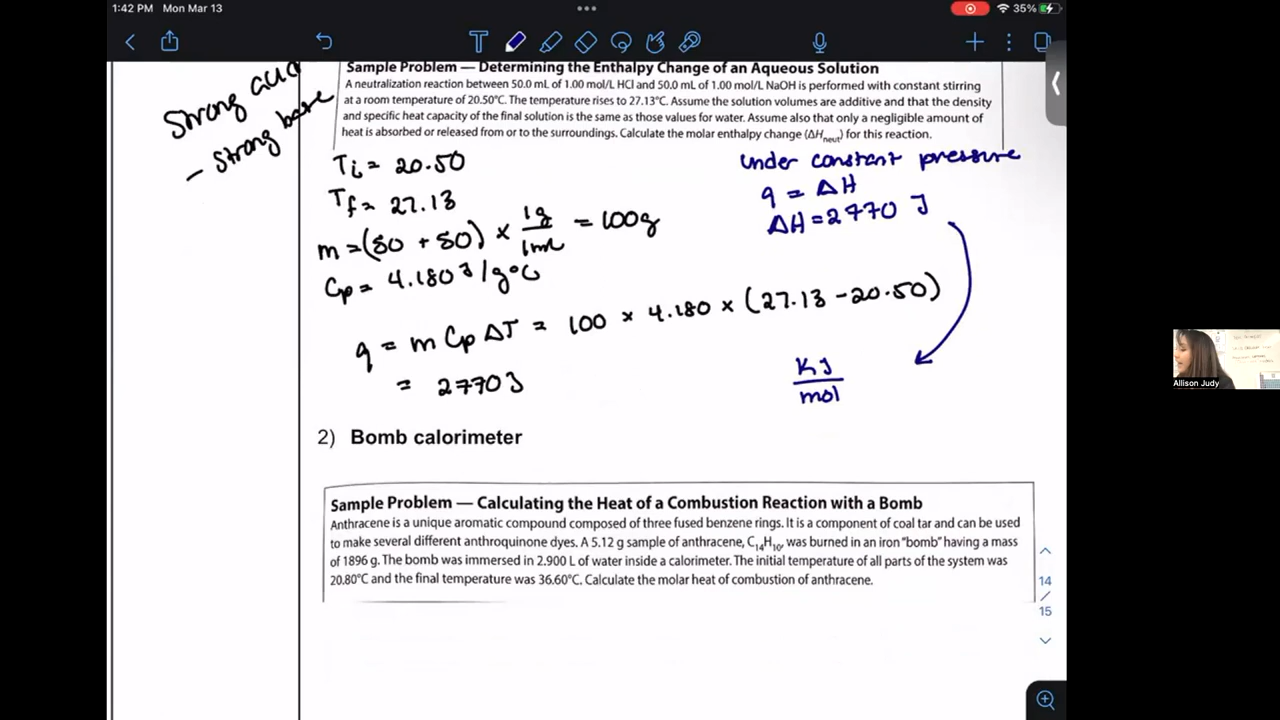 1:42 PM Mon Mar 13
35%
Strong acid
- strong base
Sample Problem — Determining the Enthalpy Change of an Aqueous Solution
A neutralization reaction between 50.0 mL of 1.00 mol/L HCl and 50.0 mL of 1.00 mol/L NaOH is performed with constant stirring
at a room temperature of 20.50°C. The temperature rises to 27.13°C. Assume the solution volumes are additive and that the density
and specific heat capacity of the final solution is the same as those values for water. Assume also that only a negligible amount of
heat is absorbed or released from or to the surroundings. Calculate the molar enthalpy change (ΔHneut) for this reaction.
Ti = 20.50
Tf = 27.13
m = (50 + 50) × 1g/1mL = 100g
Cp = 4.180 J/g°C
q = m Cp ΔT = 100 × 4.180 × (27.13 - 20.50)
= 2770 J
under constant pressure
q = ΔH
ΔH = 2770 J
KJ
mol
2) Bomb calorimeter
Sample Problem — Calculating the Heat of a Combustion Reaction with a Bomb
Anthracene is a unique aromatic compound composed of three fused benzene rings. It is a component of coal tar and can be used
to make several different anthroquinone dyes. A 5.12 g sample of anthracene, C14H10, was burned in an iron "bomb" having a mass
of 1896 g. The bomb was immersed in 2.900 L of water inside a calorimeter. The initial temperature of all parts of the system was
20.80°C and the final temperature was 36.60°C. Calculate the molar heat of combustion of anthracene.
14
/
15
Allison Judy